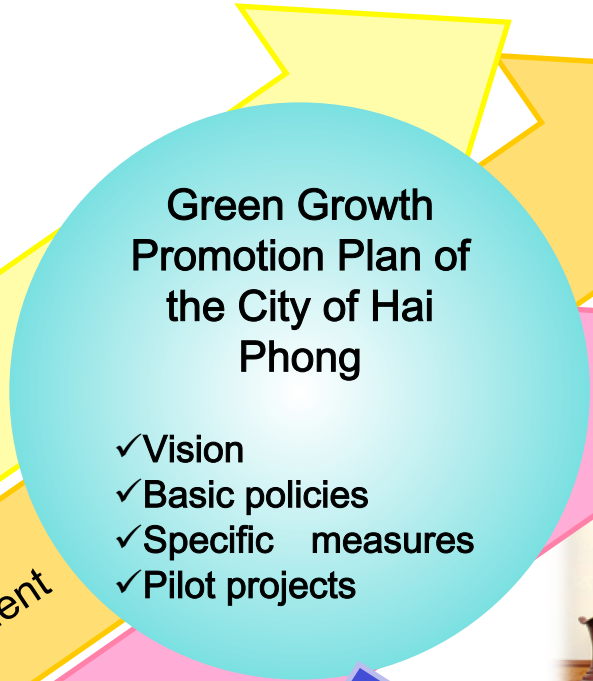 Green Growth
Promotion Plan of
the City of Hai
Phong
✓Vision
✓Basic policies
✓Specific measures
✓Pilot projects